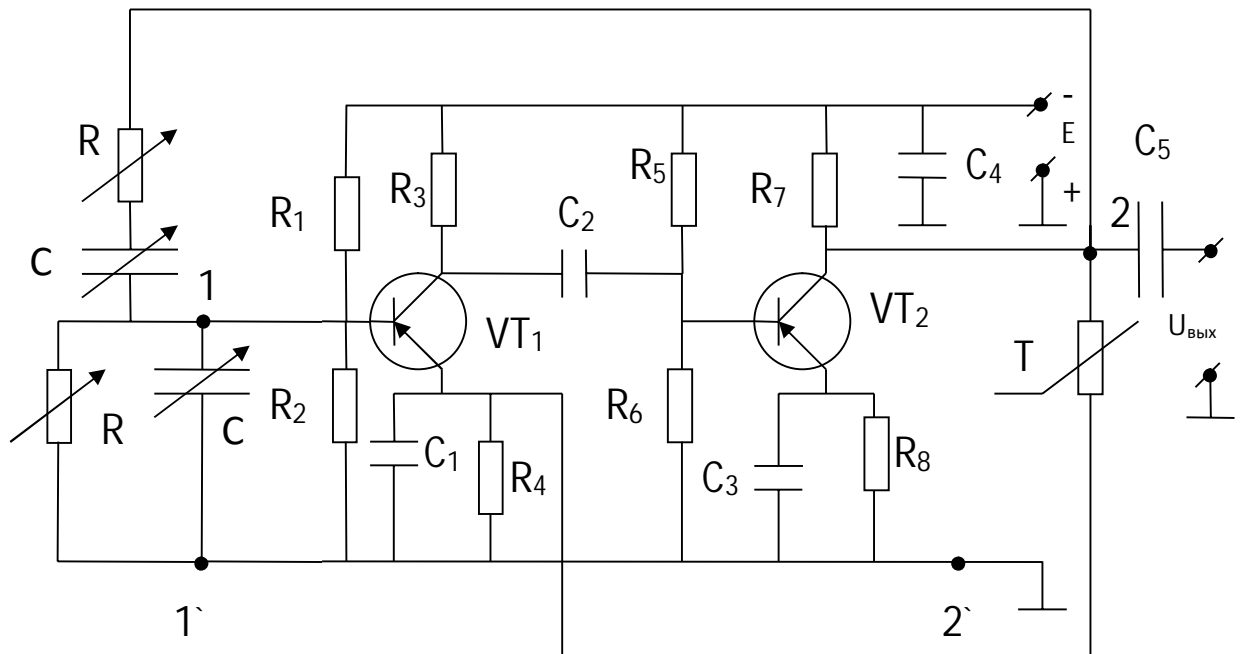 -
E
C₅
R
R₃
R₅
C₄
R₇
+
R₁
C₂
2
C
1
VT₁
VT₂
U вых
T
R
C
R₂
R₆
C₁
R₄
C₃
R₈
1`
2`